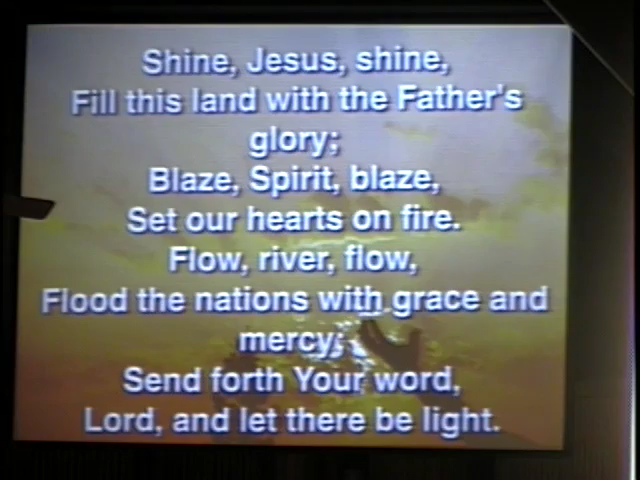 Shine, Jesus, shine,
Fill this land with the Father's
glory;
Blaze, Spirit, blaze,
Set our hearts on fire.
Flow, river, flow,
Flood the nations with grace and
mercy;
Send forth Your word,
Lord, and let there be light.